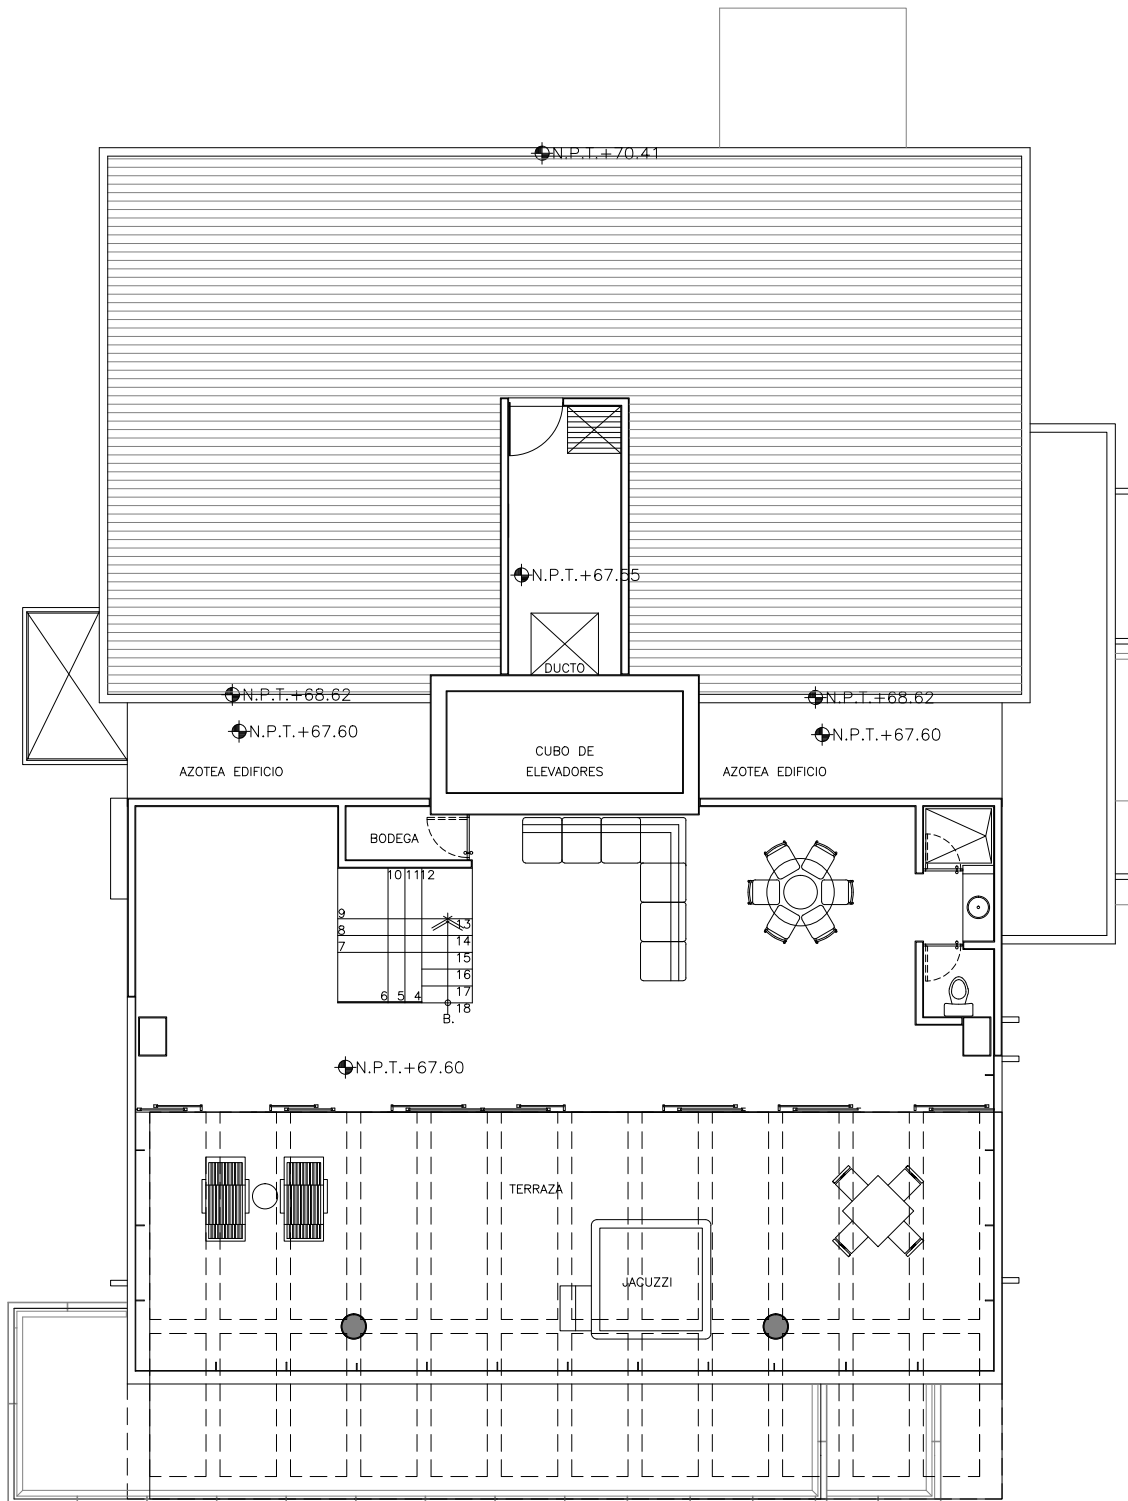 N.P.T.+70.41
N.P.T.+67.55
DUCTO
N.P.T.+68.62
N.P.T.+68.62
N.P.T.+67.60
N.P.T.+67.60
CUBO DE
ELEVADORES
AZOTEA EDIFICIO
AZOTEA EDIFICIO
BODEGA
10 11 12
9
13
8
14
7
15
16
17
6 5 4
18
B.
N.P.T.+67.60
TERRAZA
JACUZZI